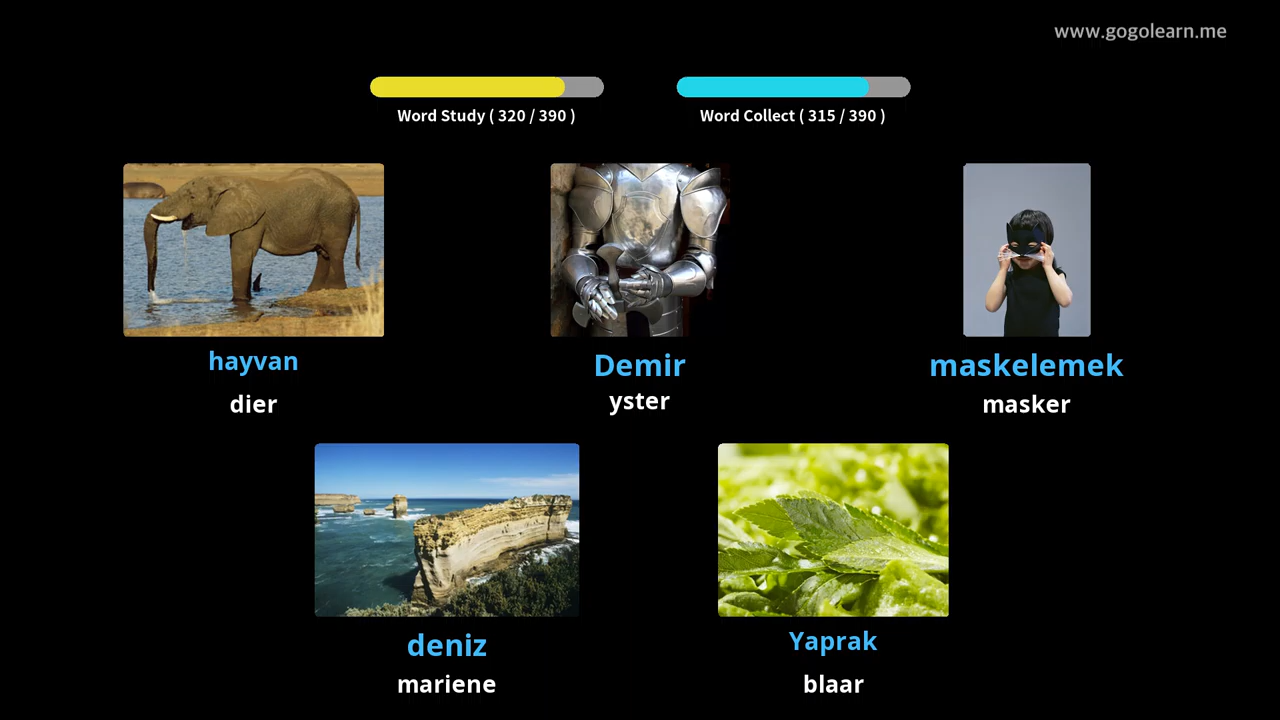 www.gogolearn.me
Word Study ( 320 / 390 )
Word Collect ( 315 / 390 )
hayvan
dier
Demir
yster
maskelemek
masker
deniz
mariene
Yaprak
blaar